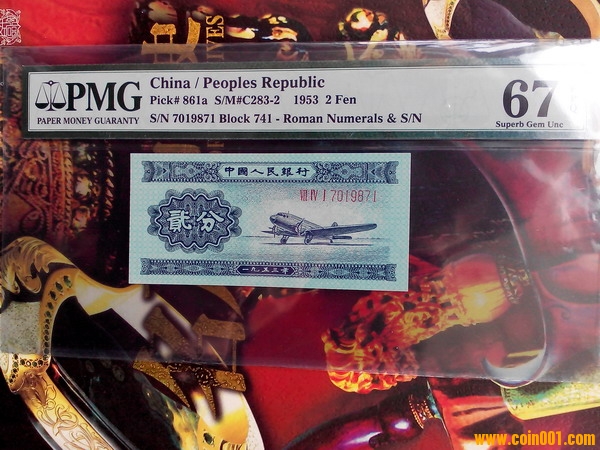 IVES
PMG
PAPER MONEY GUARANTY
China / Peoples Republic
Pick# 861a S/M#C283-2 1953 2 Fen
S/N 7019871 Block 741 - Roman Numerals & S/N
67
Superb Gem Unc
中國人民銀行
VII IV I 7019871
貳分
一九五三年
www.coin001.com